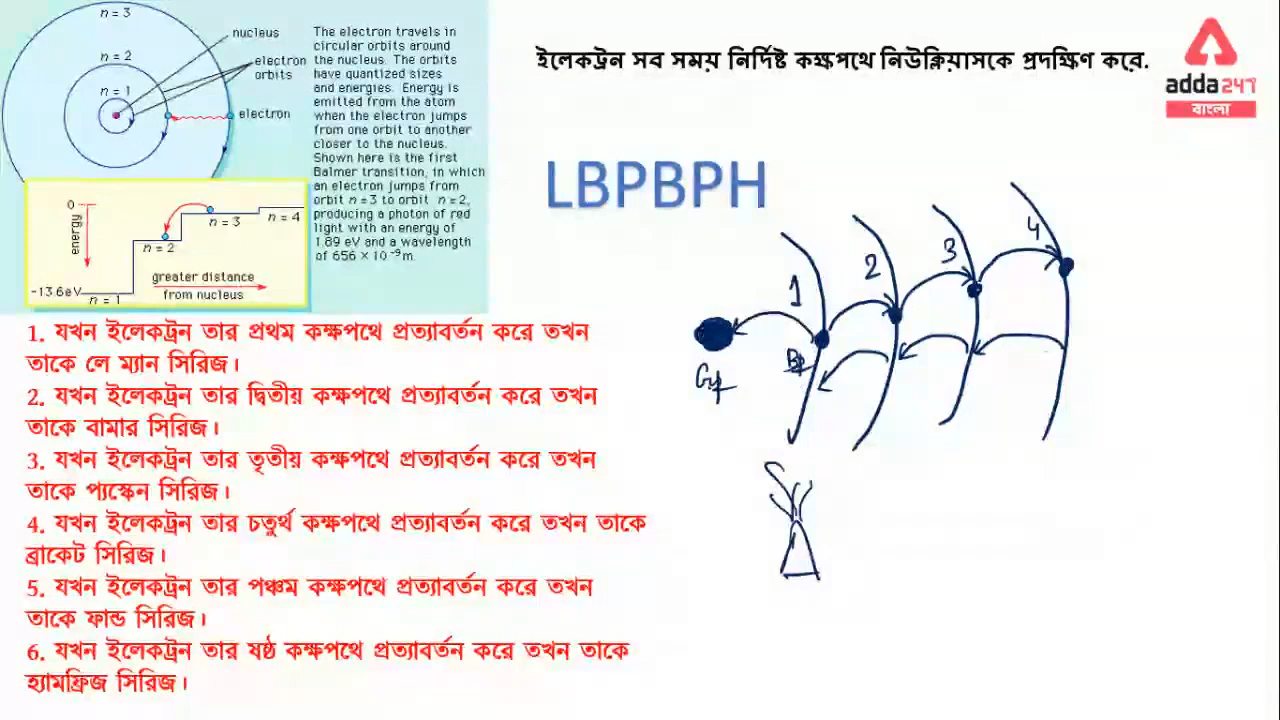 n = 3
n = 2
n = 1
nucleus
electron
orbits
electron
The electron travels in
circular orbits around
the nucleus. The orbits
have quantized sizes
and energies. Energy is
emitted from the atom
when the electron jumps
from one orbit to another
closer to the nucleus.
Shown here is the first
Balmer transition, in which
an electron jumps from
orbit n = 3 to orbit n = 2,
producing a photon of red
light with an energy of
1.89 eV and a wavelength
of 656 × 10⁻⁹ m.
0
energy
-13.6eV
n = 1
n = 2
n = 3
n = 4
greater distance
from nucleus
ইলেকট্রন সব সময় নির্দিষ্ট কক্ষপথে নিউক্লিয়াসকে প্রদক্ষিণ করে.
adda247
বাংলা
LBPBPH
1
2
3
4
1. যখন ইলেকট্রন তার প্রথম কক্ষপথে প্রত্যাবর্তন করে তখন
তাকে লে ম্যান সিরিজ।
2. যখন ইলেকট্রন তার দ্বিতীয় কক্ষপথে প্রত্যাবর্তন করে তখন
তাকে বামার সিরিজ।
3. যখন ইলেকট্রন তার তৃতীয় কক্ষপথে প্রত্যাবর্তন করে তখন
তাকে প্যস্কেন সিরিজ।
4. যখন ইলেকট্রন তার চতুর্থ কক্ষপথে প্রত্যাবর্তন করে তখন তাকে
ব্রাকেট সিরিজ।
5. যখন ইলেকট্রন তার পঞ্চম কক্ষপথে প্রত্যাবর্তন করে তখন
তাকে ফান্ড সিরিজ।
6. যখন ইলেকট্রন তার ষষ্ঠ কক্ষপথে প্রত্যাবর্তন করে তখন তাকে
হ্যামফ্রিজ সিরিজ।